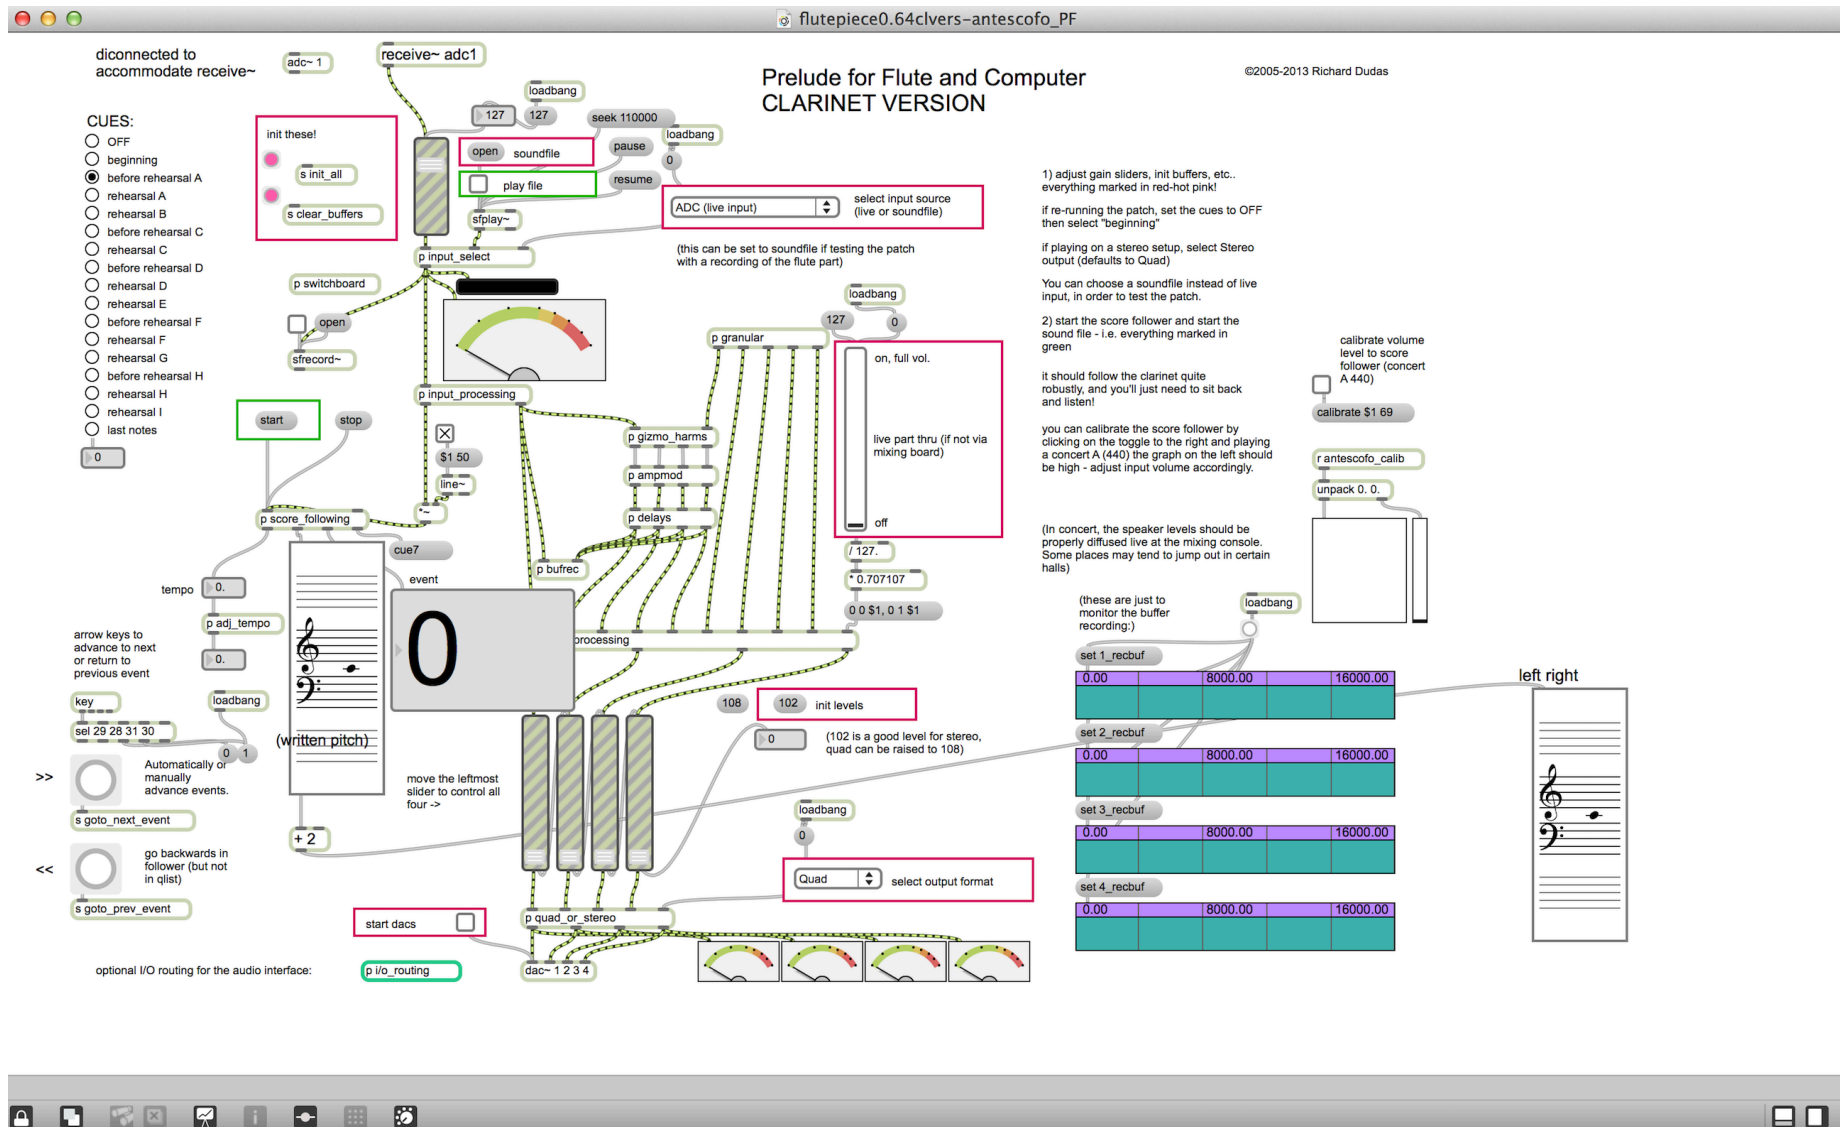 flutepiece0.64clvers-antescofo_PF
diconnected to
accommodate receive~
adc~ 1
receive~ adc1
Prelude for Flute and Computer
CLARINET VERSION
©2005-2013 Richard Dudas
CUES:
OFF
beginning
before rehearsal A
rehearsal A
rehearsal B
before rehearsal C
rehearsal C
before rehearsal D
rehearsal D
rehearsal E
before rehearsal F
rehearsal F
rehearsal G
before rehearsal H
rehearsal H
rehearsal I
last notes
0
init these!
s init_all
s clear_buffers
loadbang
127
127
seek 110000
loadbang
open
soundfile
pause
0
play file
resume
sfplay~
ADC (live input)
select input source
(live or soundfile)
p input_select
(this can be set to soundfile if testing the patch
with a recording of the flute part)
p switchboard
open
sfrecord~
loadbang
127
0
p granular
on, full vol.
live part thru (if not via
mixing board)
off
p input_processing
start
stop
$1 50
line~
*~
p gizmo_harms
p ampmod
p delays
p bufrec
/ 127.
* 0.707107
0 0 $1, 0 1 $1
p score_following
cue7
event
0
processing
tempo
0.
p adj_tempo
0.
arrow keys to
advance to next
or return to
previous event
key
loadbang
sel 29 28 31 30
0
1
(written pitch)
>>
Automatically or
manually
advance events.
s goto_next_event
<<
go backwards in
follower (but not
in qlist)
s goto_prev_event
+ 2
move the leftmost
slider to control all
four ->
108
102
init levels
0
(102 is a good level for stereo,
quad can be raised to 108)
loadbang
0
Quad
select output format
start dacs
p quad_or_stereo
optional I/O routing for the audio interface:
p i/o_routing
dac~ 1 2 3 4
1) adjust gain sliders, init buffers, etc..
everything marked in red-hot pink!
if re-running the patch, set the cues to OFF
then select "beginning"
if playing on a stereo setup, select Stereo
output (defaults to Quad)
You can choose a soundfile instead of live
input, in order to test the patch.
2) start the score follower and start the
sound file - i.e. everything marked in
green
it should follow the clarinet quite
robustly, and you'll just need to sit back
and listen!
you can calibrate the score follower by
clicking on the toggle to the right and playing
a concert A (440) the graph on the left should
be high - adjust input volume accordingly.
(In concert, the speaker levels should be
properly diffused live at the mixing console.
Some places may tend to jump out in certain
halls)
calibrate volume
level to score
follower (concert
A 440)
calibrate $1 69
r antescofo_calib
unpack 0. 0.
(these are just to
monitor the buffer
recording:)
loadbang
set 1_recbuf
0.00 8000.00 16000.00
set 2_recbuf
0.00 8000.00 16000.00
set 3_recbuf
0.00 8000.00 16000.00
set 4_recbuf
0.00 8000.00 16000.00
left right